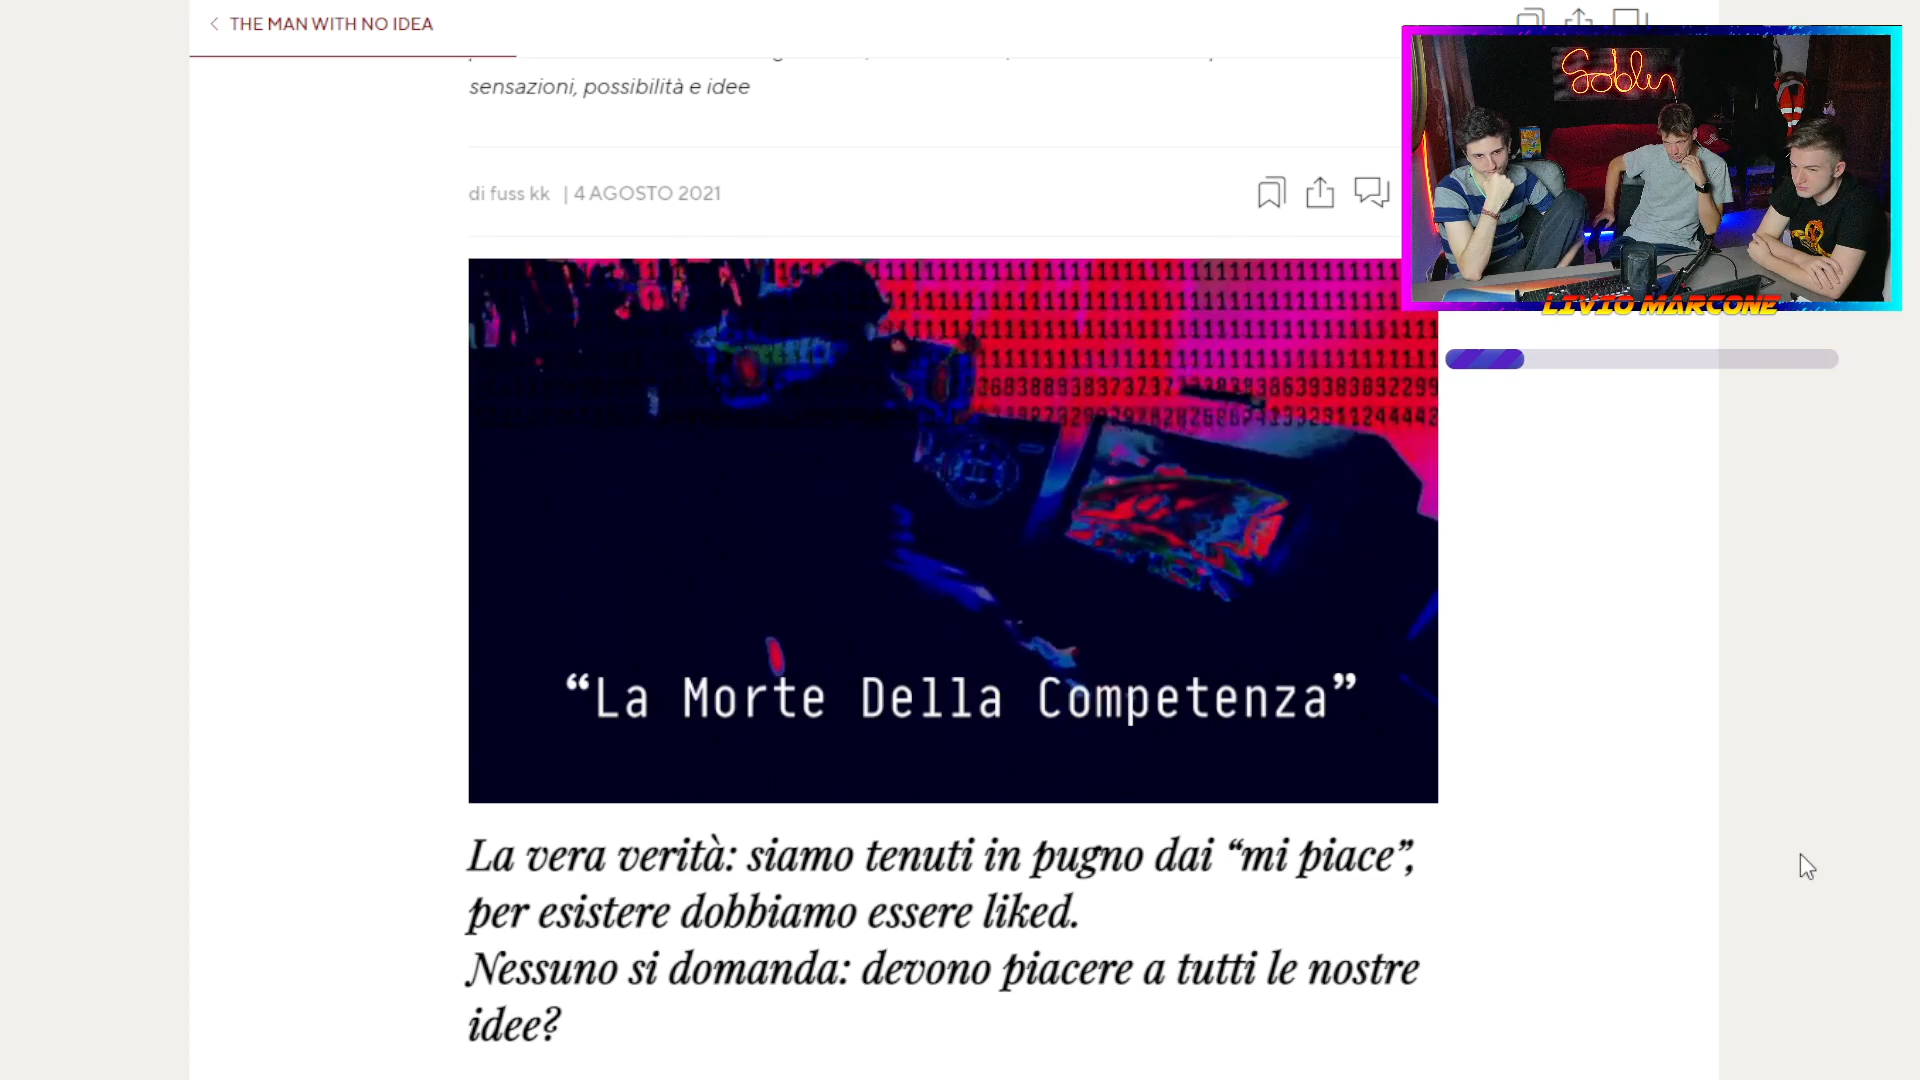 THE MAN WITH NO IDEA
sensazioni, possibilità e idee
di fuss kk | 4 AGOSTO 2021
“La Morte Della Competenza”
La vera verità: siamo tenuti in pugno dai “mi piace”,
per esistere dobbiamo essere liked.
Nessuno si domanda: devono piacere a tutti le nostre
idee?
Soblin
LIVIO MARCONE